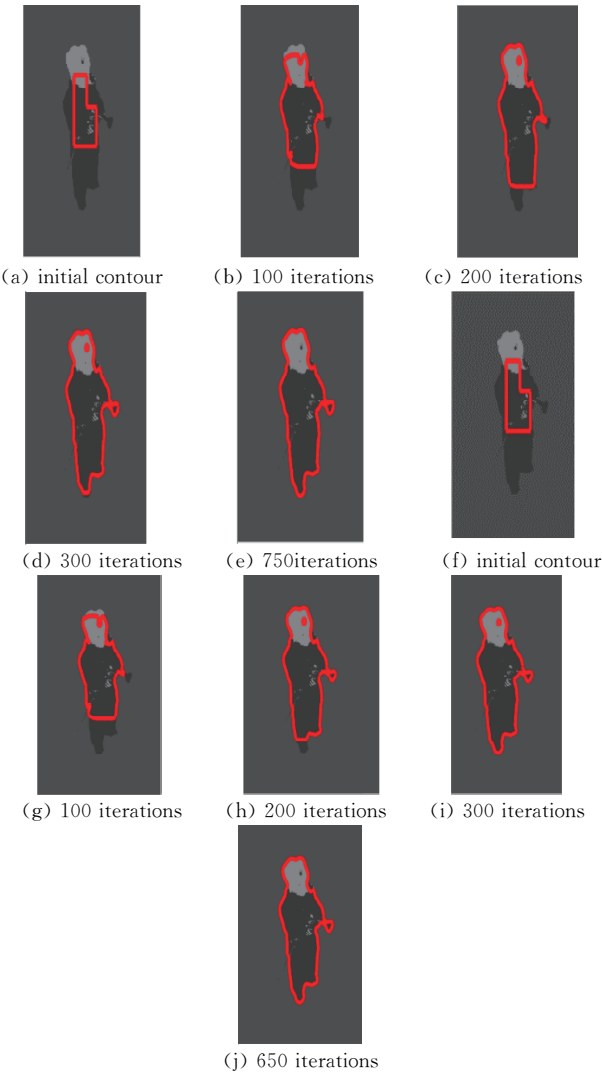 (a) initial contour
(b) 100 iterations
(c) 200 iterations
(d) 300 iterations
(e) 750iterations
(f) initial contour
(g) 100 iterations
(h) 200 iterations
(i) 300 iterations
(j) 650 iterations